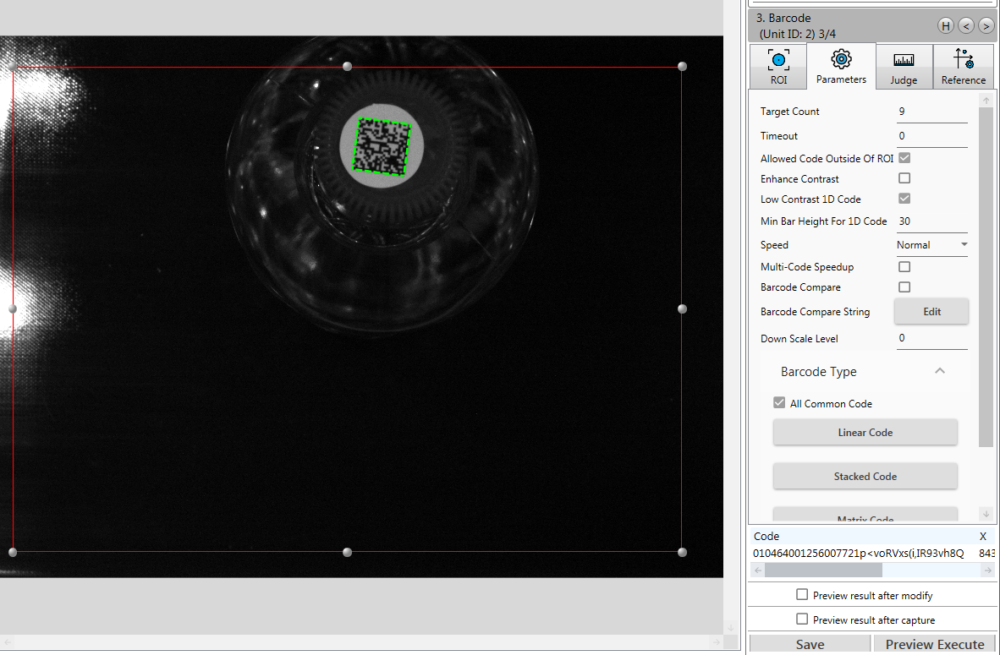 3. Barcode
(Unit ID: 2) 3/4
H < >
ROI Parameters Judge Reference
Target Count 9
Timeout 0
Allowed Code Outside Of ROI
Enhance Contrast
Low Contrast 1D Code
Min Bar Height For 1D Code 30
Speed Normal
Multi-Code Speedup
Barcode Compare
Barcode Compare String Edit
Down Scale Level 0
Barcode Type
All Common Code
Linear Code
Stacked Code
Matrix Code
Code X
010464001256007721p<voRVxs(i,IR93vh8Q 843
Preview result after modify
Preview result after capture
Save Preview Execute